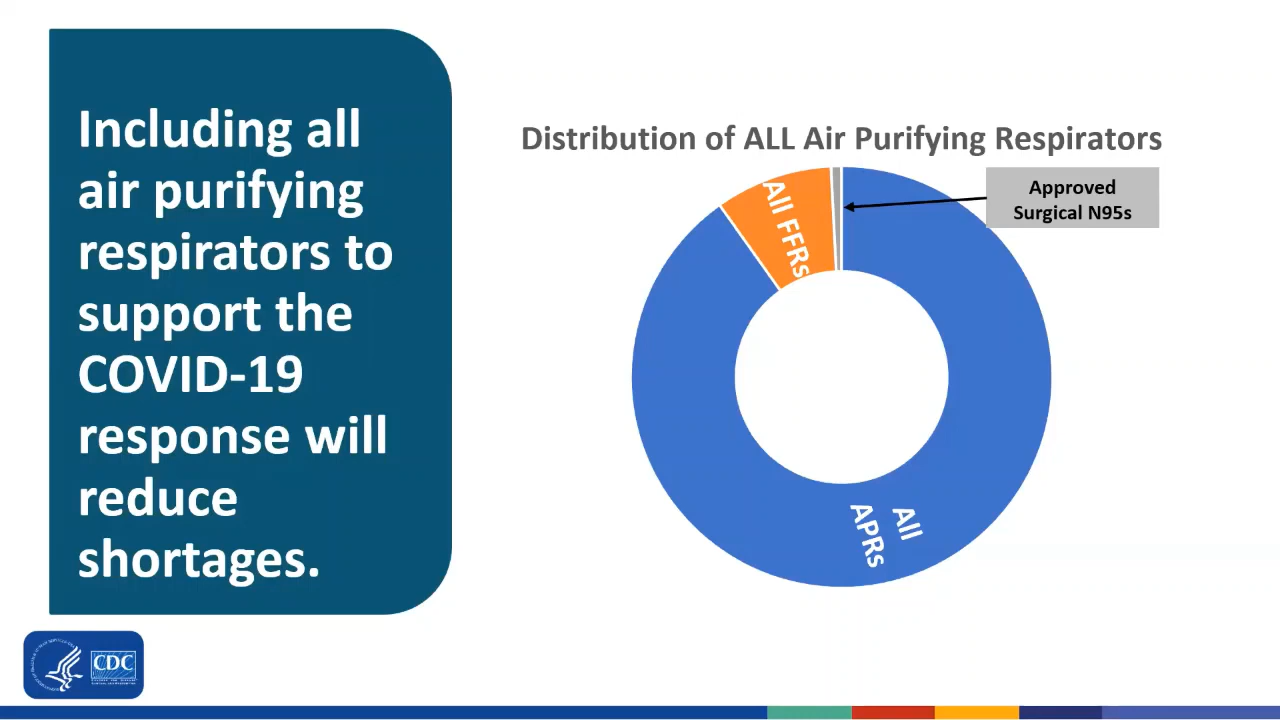 Including all
air purifying
respirators to
support the
COVID-19
response will
reduce
shortages.
Distribution of ALL Air Purifying Respirators
Approved
Surgical N95s
All FFRs
All
APRs
CDC